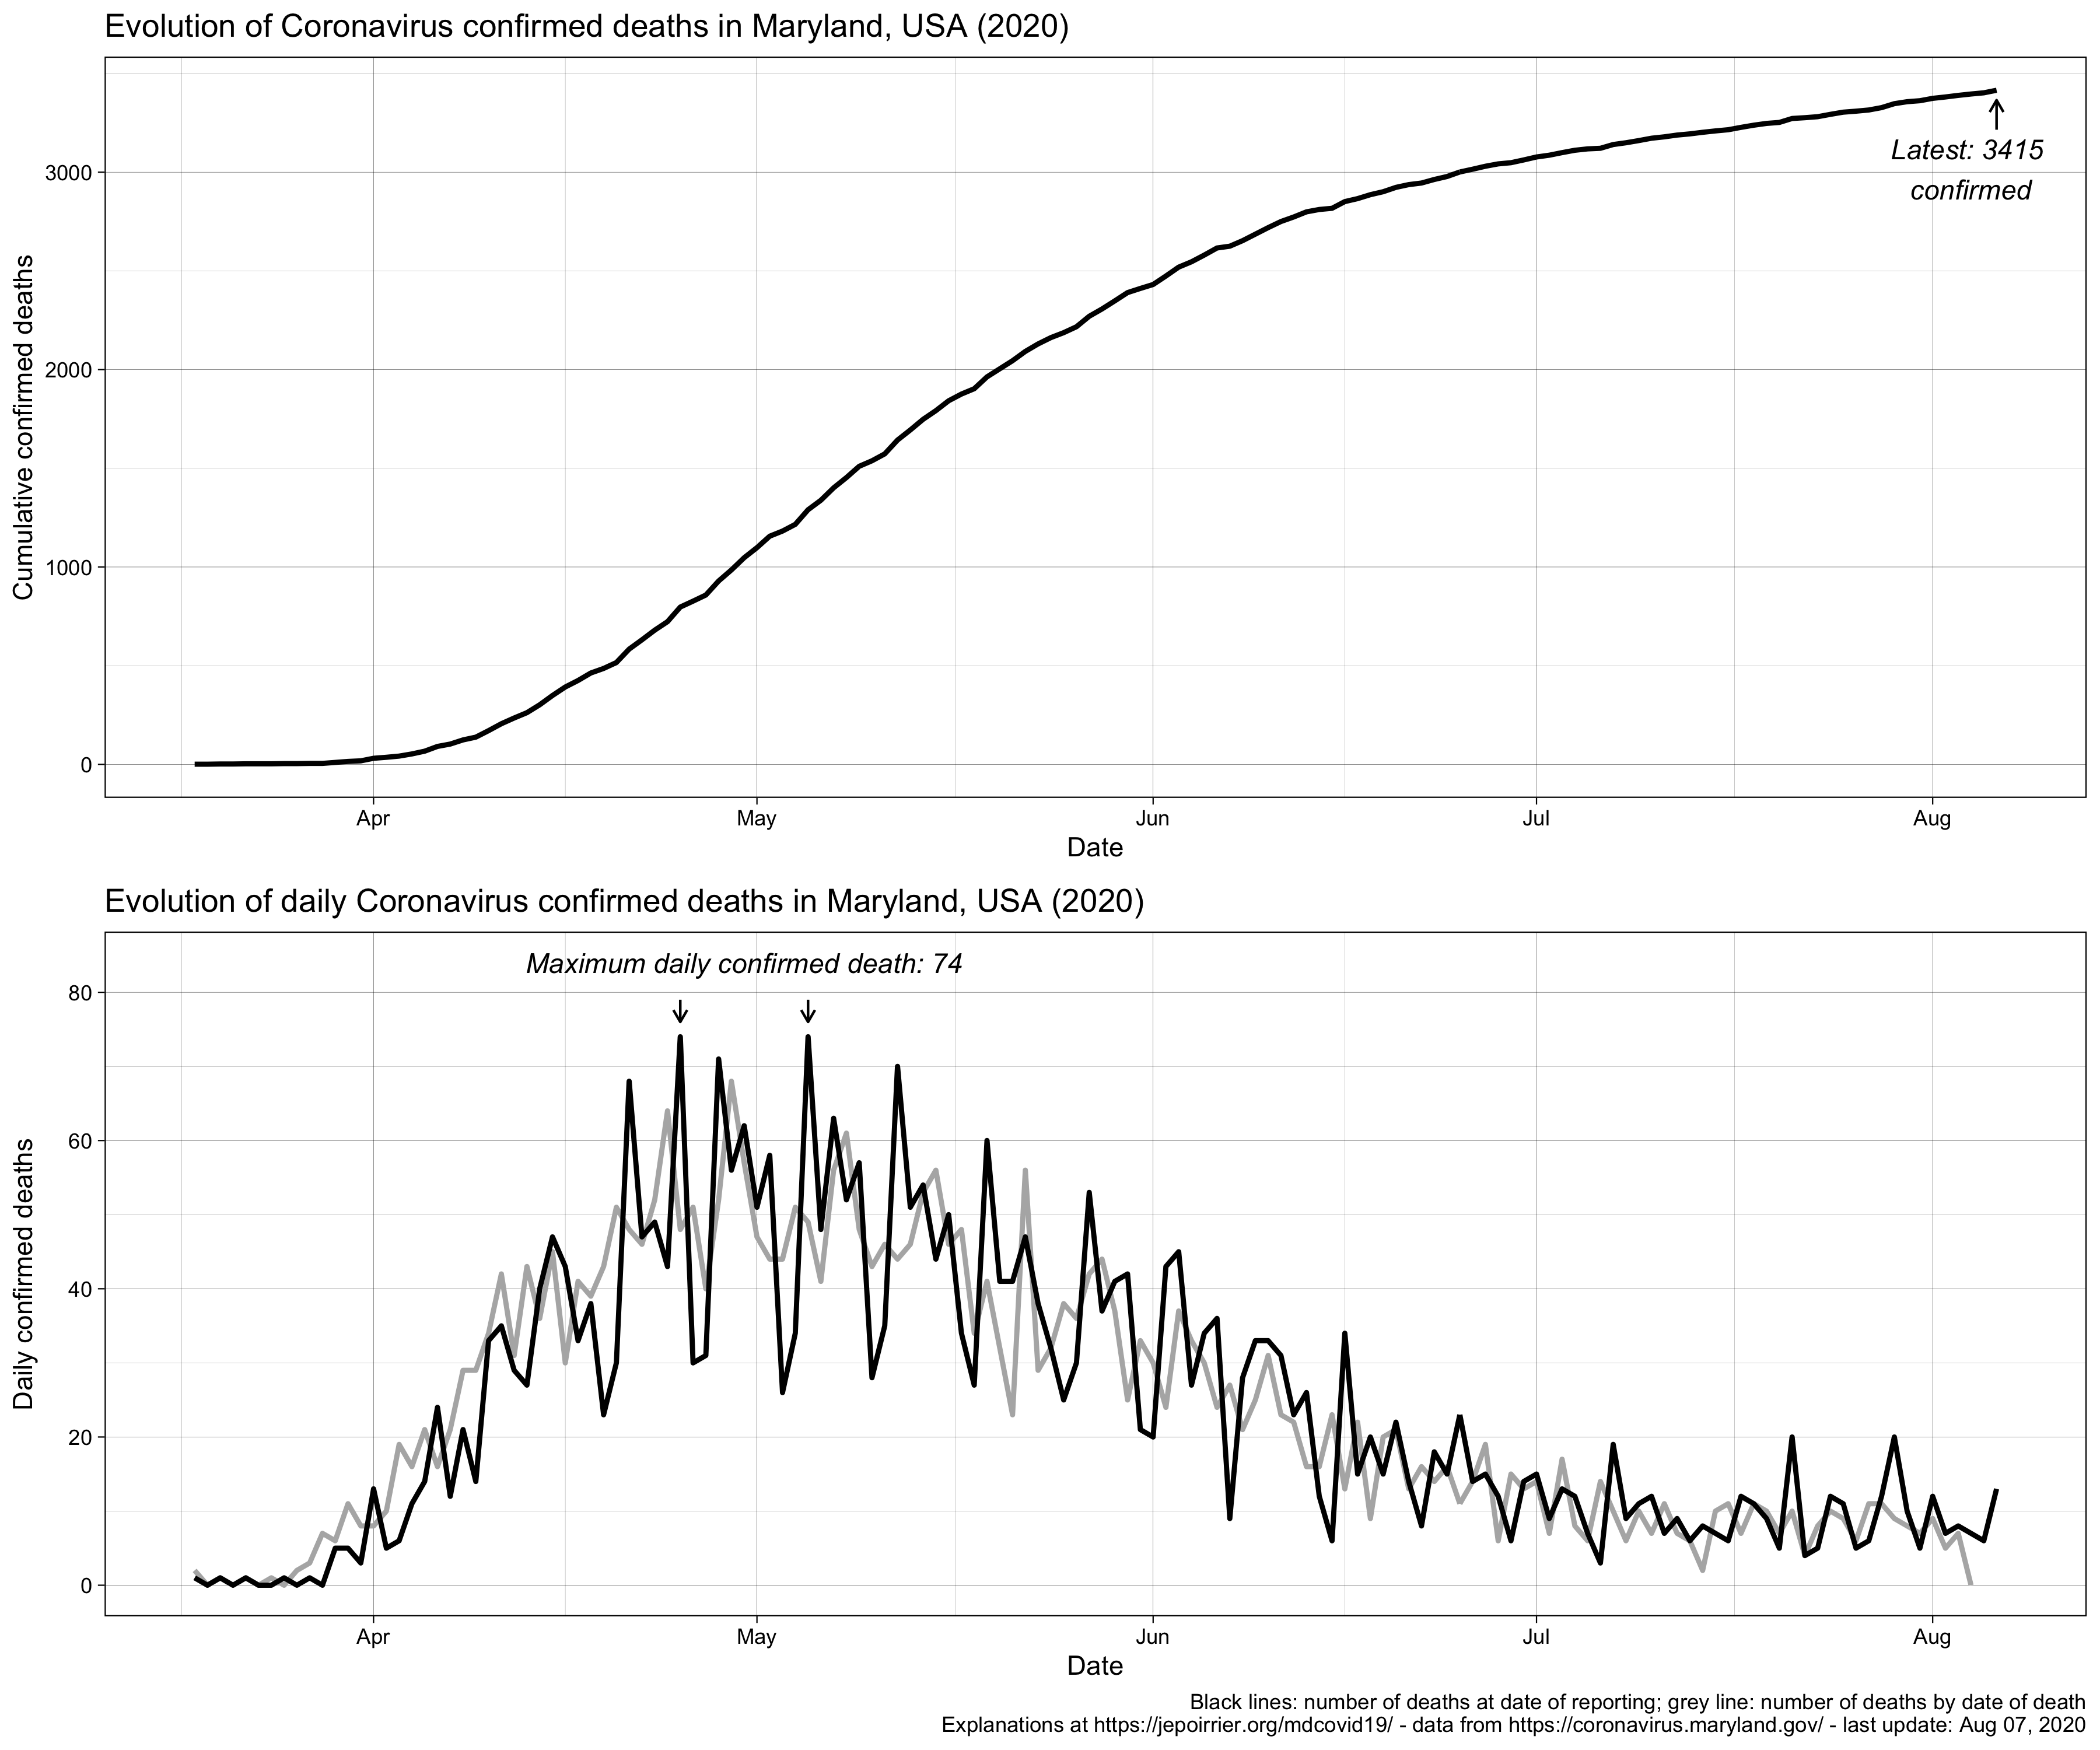 Evolution of Coronavirus confirmed deaths in Maryland, USA (2020)
Cumulative confirmed deaths
3000
2000
1000
0
Latest: 3415
confirmed
Apr
May
Jun
Jul
Aug
Date
Evolution of daily Coronavirus confirmed deaths in Maryland, USA (2020)
Daily confirmed deaths
Maximum daily confirmed death: 74
80
60
40
20
0
Apr
May
Jun
Jul
Aug
Date
Black lines: number of deaths at date of reporting; grey line: number of deaths by date of death
Explanations at https://jepoirrier.org/mdcovid19/ - data from https://coronavirus.maryland.gov/ - last update: Aug 07, 2020